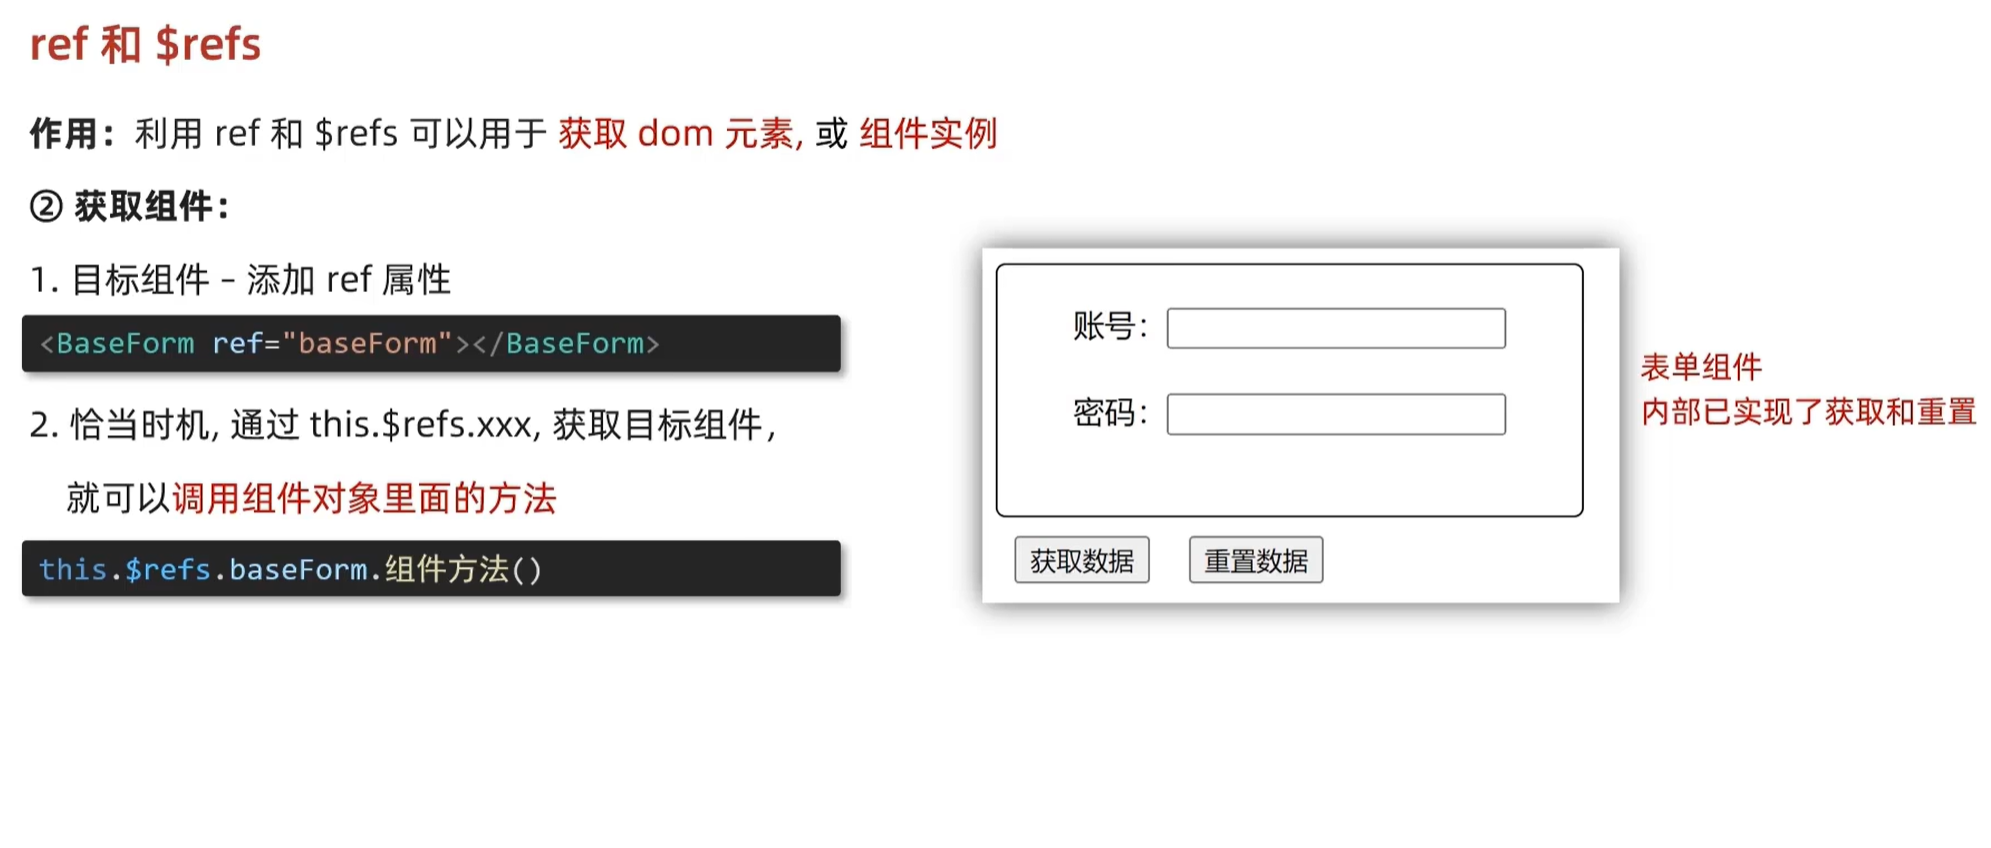 ref 和 $refs
作用：利用 ref 和 $refs 可以用于 获取 dom 元素, 或 组件实例
② 获取组件：
1. 目标组件 – 添加 ref 属性
<BaseForm ref="baseForm"></BaseForm>
2. 恰当时机, 通过 this.$refs.xxx, 获取目标组件，
就可以调用组件对象里面的方法
this.$refs.baseForm.组件方法()
账号：
密码：
获取数据 重置数据
表单组件
内部已实现了获取和重置